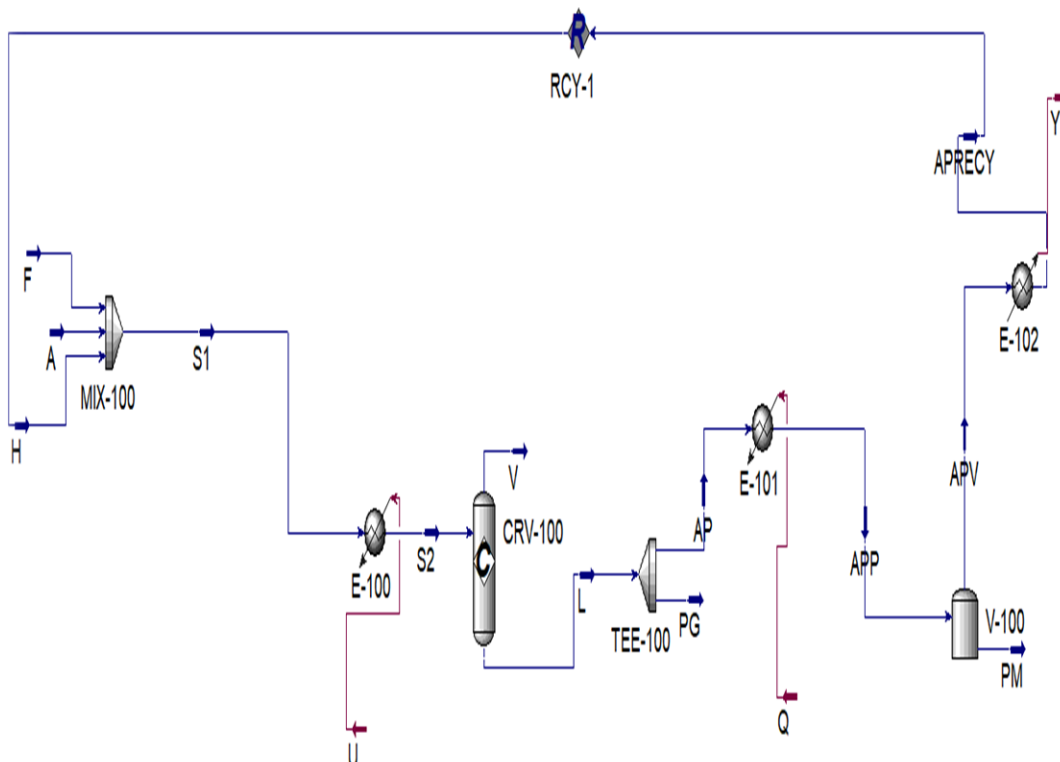 R
RCY-1
Y
APRECY
F
E-102
A
S1
MIX-100
H
E-101
V
AP
APV
CRV-100
C
S2
E-100
APP
L
PG
TEE-100
V-100
PM
Q
U